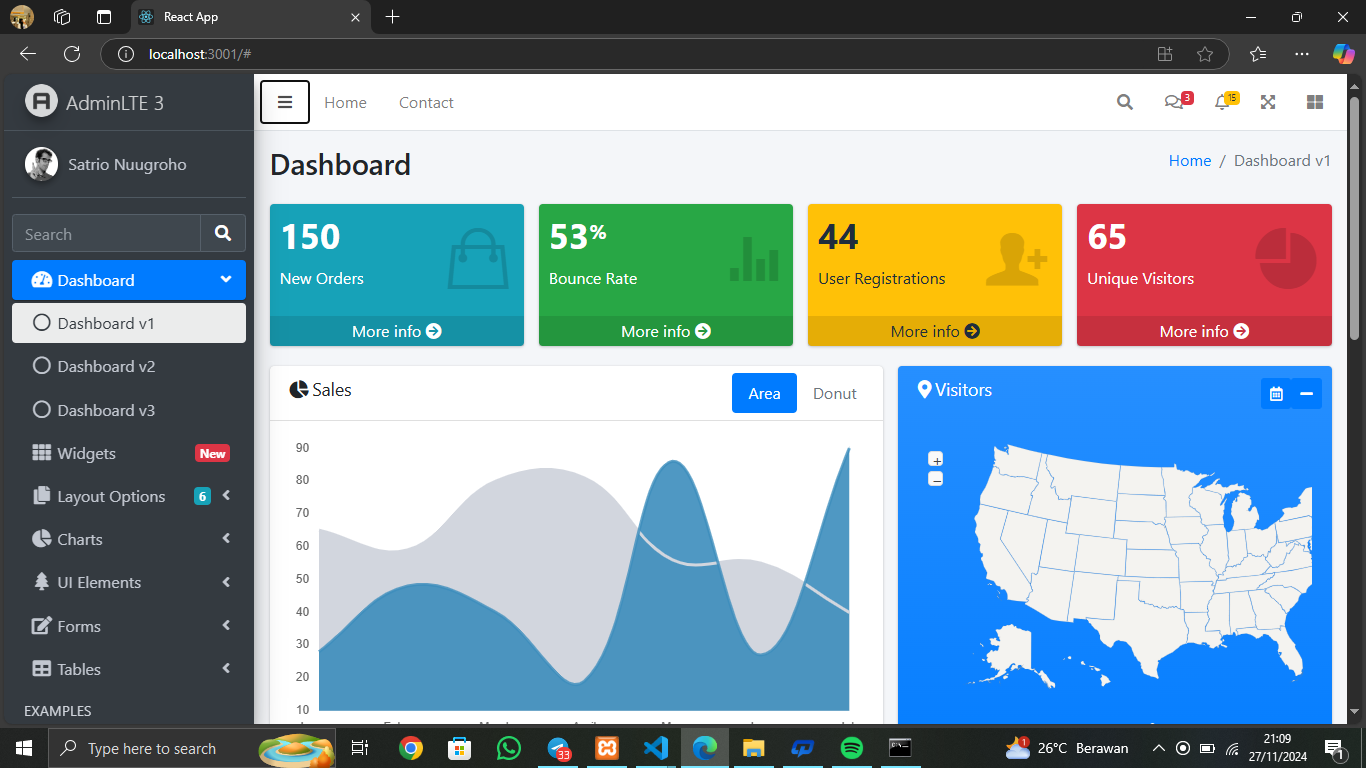 React App
localhost:3001/#
AdminLTE 3
Home
Contact
3
15
Satrio Nuugroho
Dashboard
Home / Dashboard v1
Search
150
New Orders
More info
53%
Bounce Rate
More info
44
User Registrations
More info
65
Unique Visitors
More info
Dashboard
Dashboard v1
Dashboard v2
Dashboard v3
Widgets
New
Layout Options
6
Charts
UI Elements
Forms
Tables
EXAMPLES
Sales
Area
Donut
90
80
70
60
50
40
30
20
10
Visitors
+
−
Type here to search
33
1
26°C Berawan
21:09
27/11/2024
1